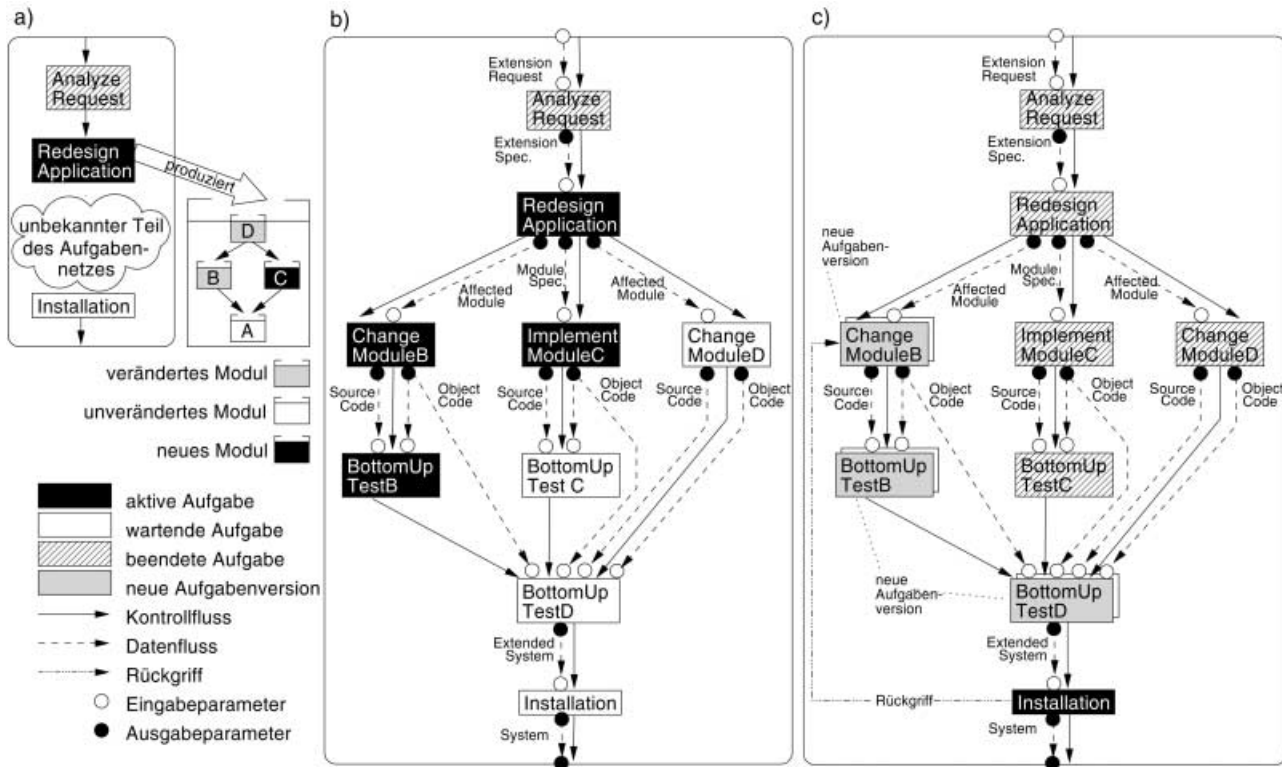 a)
Analyze
Request
Redesign
Application
produziert
unbekannter Teil
des Aufgaben-
netzes
Installation
D
B
C
A
verändertes Modul
unverändertes Modul
neues Modul
aktive Aufgabe
wartende Aufgabe
beendete Aufgabe
neue Aufgabenversion
Kontrollfluss
Datenfluss
Rückgriff
Eingabeparameter
Ausgabeparameter
b)
Extension
Request
Analyze
Request
Extension
Spec.
Redesign
Application
Affected
Module
Module
Spec.
Affected
Module
Change
ModuleB
Implement
ModuleC
Change
ModuleD
Source
Code
Object
Code
Source
Code
Object
Code
Source
Code
Object
Code
BottomUp
TestB
BottomUp
Test C
BottomUp
TestD
Extended
System
Installation
System
c)
Extension
Request
Analyze
Request
Extension
Spec.
Redesign
Application
neue
Aufgaben-
version
Affected
Module
Module
Spec.
Affected
Module
Change
ModuleB
Implement
ModuleC
Change
ModuleD
Source
Code
Object
Code
Source
Code
Object
Code
Source
Code
Object
Code
BottomUp
TestB
BottomUp
TestC
neue
Aufgaben-
version
BottomUp
TestD
Extended
System
Rückgriff
Installation
System